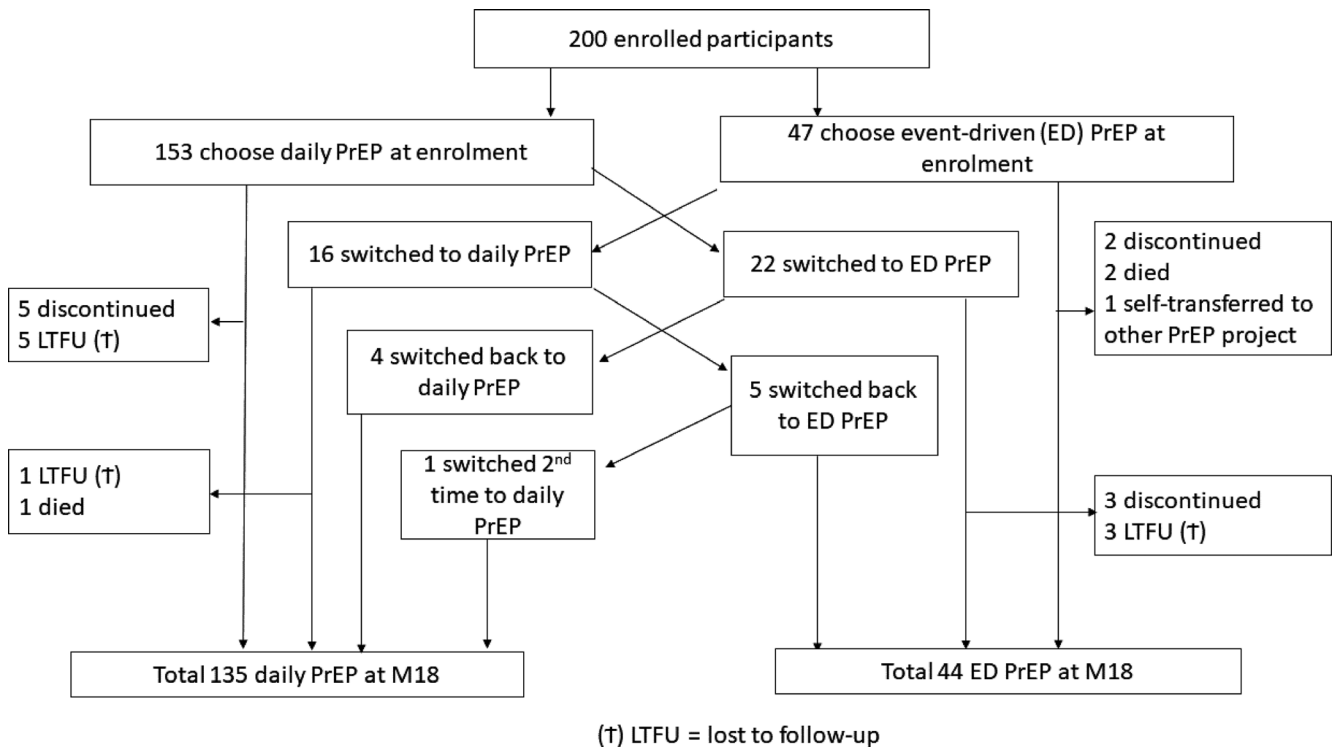 200 enrolled participants
153 choose daily PrEP at enrolment
47 choose event-driven (ED) PrEP at
enrolment
16 switched to daily PrEP
22 switched to ED PrEP
2 discontinued
2 died
1 self-transferred to
other PrEP project
5 discontinued
5 LTFU (Ϯ)
4 switched back to
daily PrEP
5 switched back
to ED PrEP
1 LTFU (Ϯ)
1 died
1 switched 2nd
time to daily
PrEP
3 discontinued
3 LTFU (Ϯ)
Total 135 daily PrEP at M18
Total 44 ED PrEP at M18
(Ϯ) LTFU = lost to follow-up